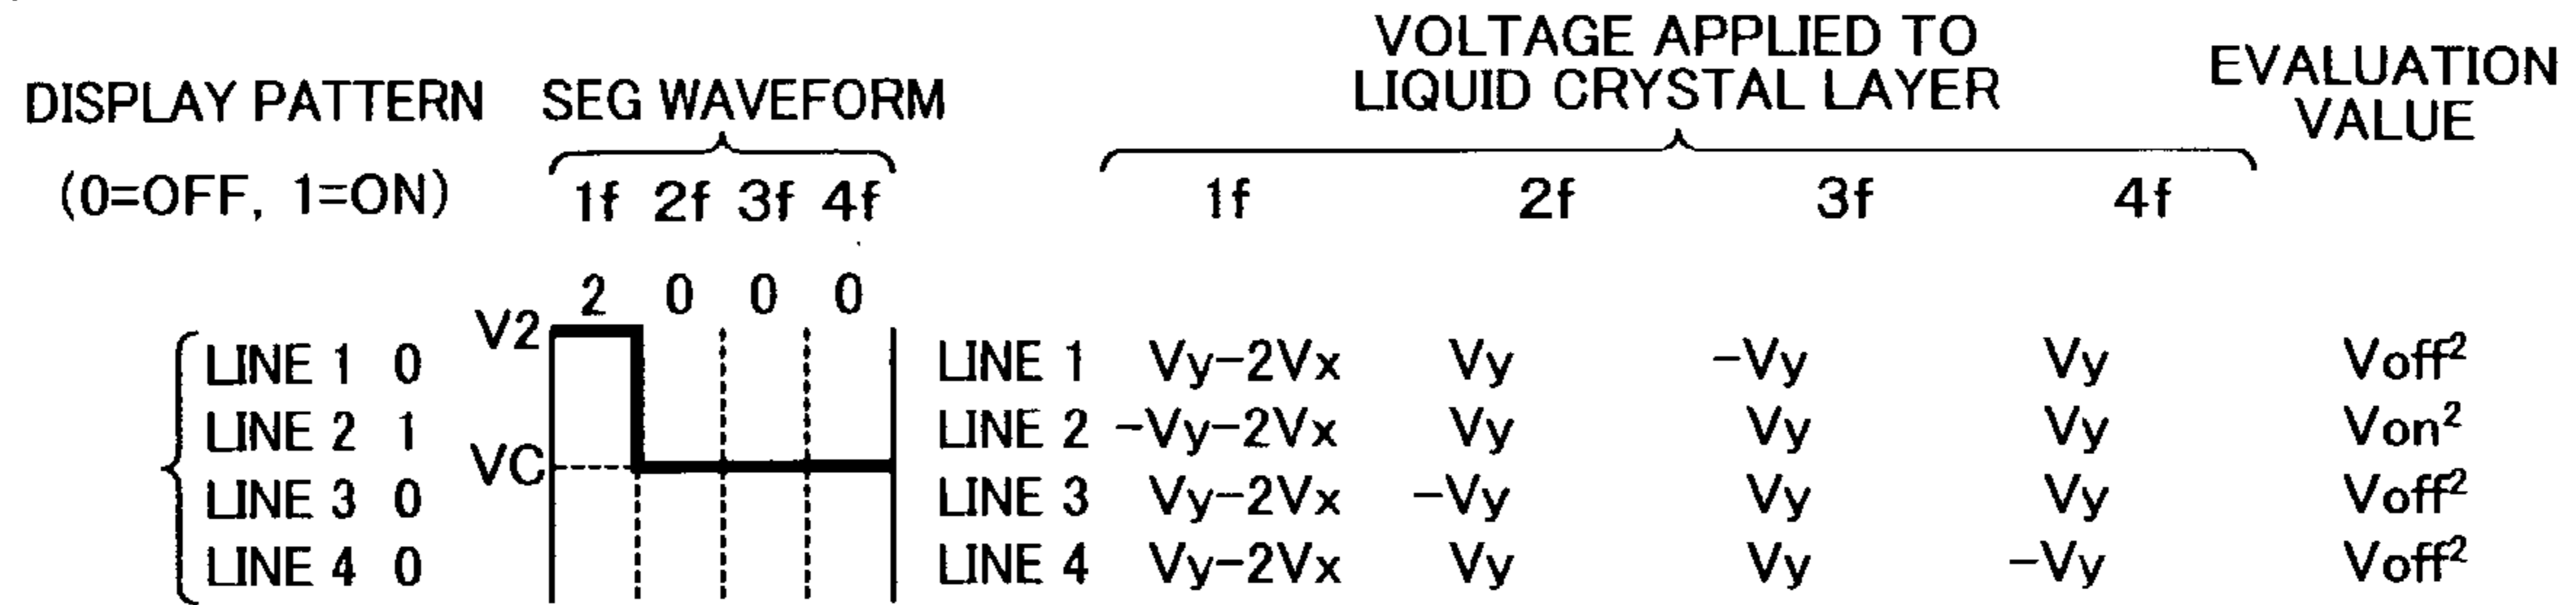 VOLTAGE APPLIED TO
LIQUID CRYSTAL LAYER
EVALUATION
VALUE
DISPLAY PATTERN
SEG WAVEFORM
(0=OFF, 1=ON)
1f 2f 3f 4f
1f 2f 3f 4f
2 0 0 0
V2
VC
LINE 1 0
LINE 2 1
LINE 3 0
LINE 4 0
LINE 1 Vy-2Vx Vy -Vy Vy Voff²
LINE 2 -Vy-2Vx Vy Vy Vy Von²
LINE 3 Vy-2Vx -Vy Vy Vy Voff²
LINE 4 Vy-2Vx Vy Vy -Vy Voff²